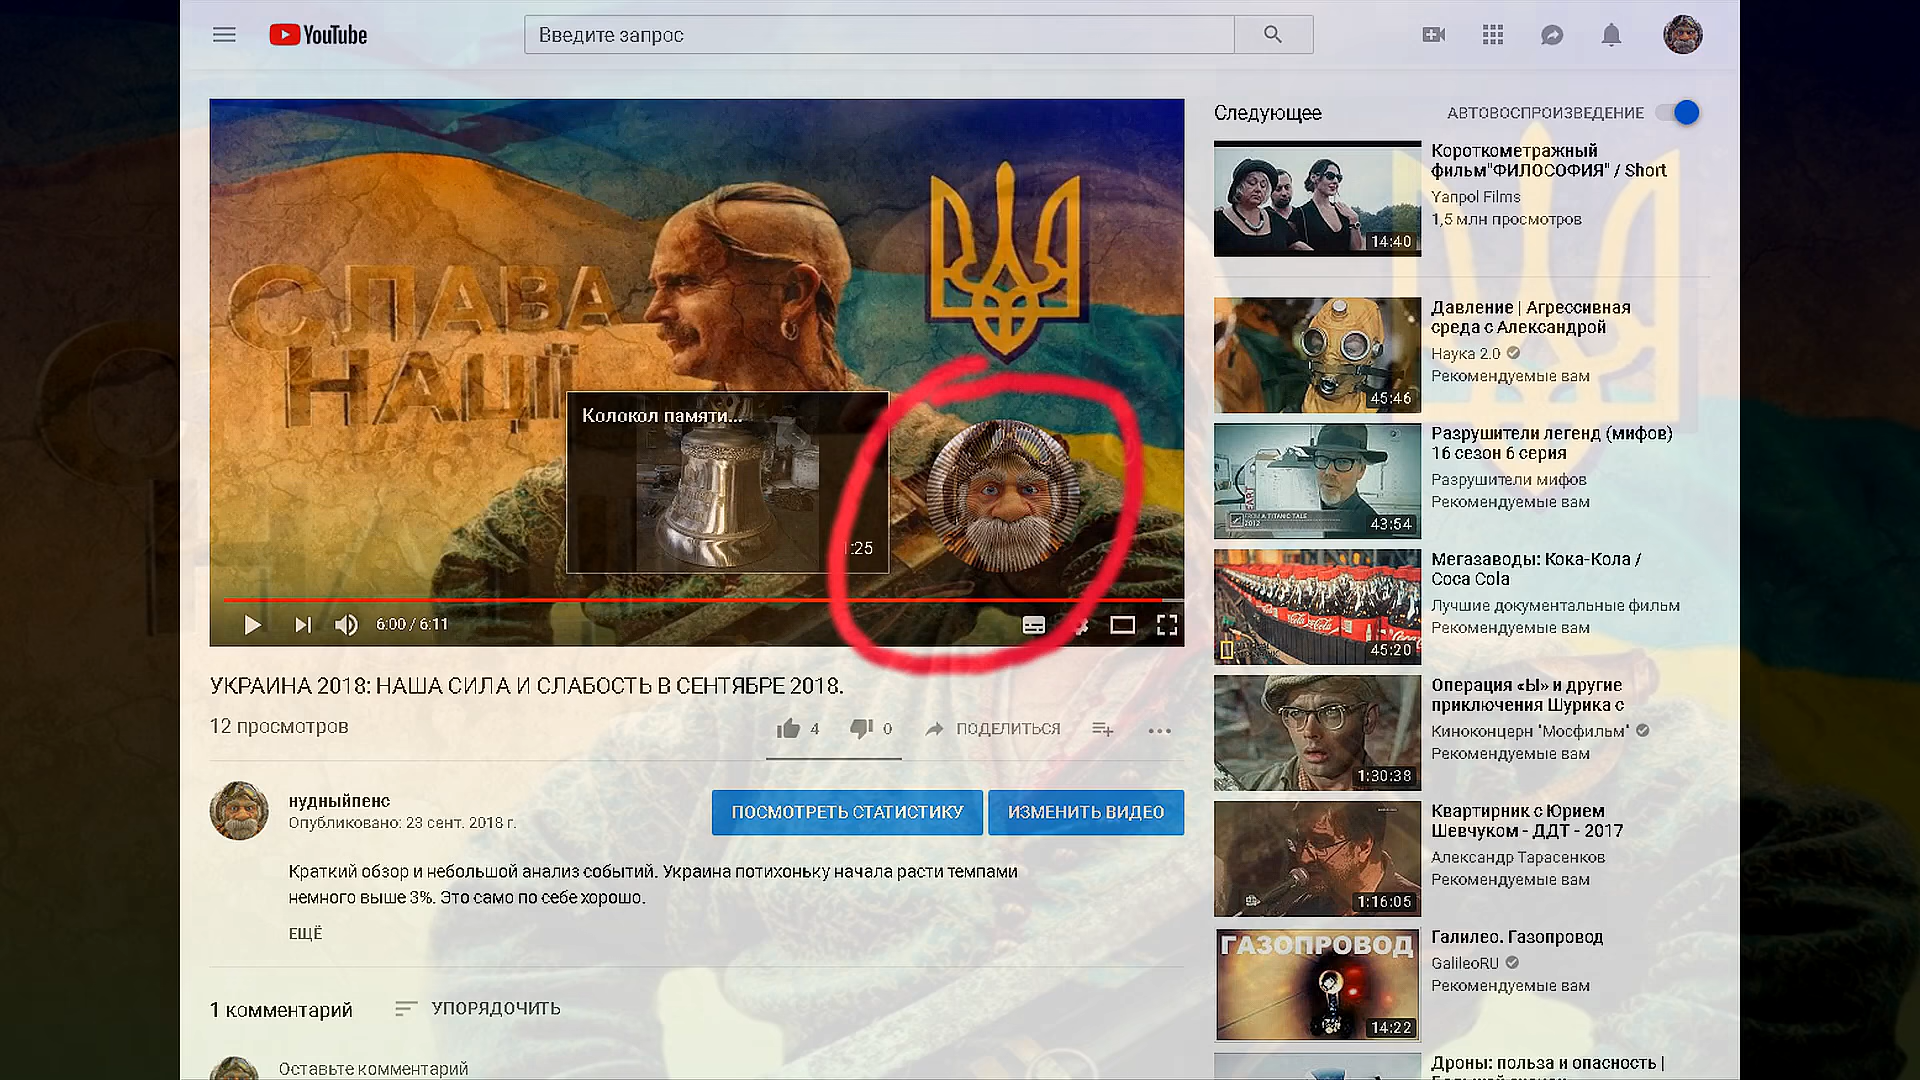 YouTube
Введите запрос
СЛАВА
НАЦІЇ
Колокол памяти...
1:25
6:00 / 6:11
УКРАИНА 2018: НАША СИЛА И СЛАБОСТЬ В СЕНТЯБРЕ 2018.
12 просмотров
4
0
ПОДЕЛИТЬСЯ
нудныйпенс
Опубликовано: 23 сент. 2018 г.
ПОСМОТРЕТЬ СТАТИСТИКУ
ИЗМЕНИТЬ ВИДЕО
Краткий обзор и небольшой анализ событий. Украина потихоньку начала расти темпами
немного выше 3%. Это само по себе хорошо.
ЕЩЁ
1 комментарий
УПОРЯДОЧИТЬ
Оставьте комментарий
Следующее
АВТОВОСПРОИЗВЕДЕНИЕ
Короткометражный
фильм"ФИЛОСОФИЯ" / Short
Yanpol Films
1,5 млн просмотров
14:40
Давление | Агрессивная
среда с Александрой
Наука 2.0
Рекомендуемые вам
45:46
Разрушители легенд (мифов)
16 сезон 6 серия
Разрушители мифов
Рекомендуемые вам
43:54
Мегазаводы: Кока-Кола /
Coca Cola
Лучшие документальные фильм
Рекомендуемые вам
45:20
Операция «Ы» и другие
приключения Шурика с
Киноконцерн "Мосфильм"
Рекомендуемые вам
1:30:38
Квартирник с Юрием
Шевчуком - ДДТ - 2017
Александр Тарасенков
Рекомендуемые вам
1:16:05
ГАЗОПРОВОД
Галилео. Газопровод
GalileoRU
Рекомендуемые вам
14:22
Дроны: польза и опасность |